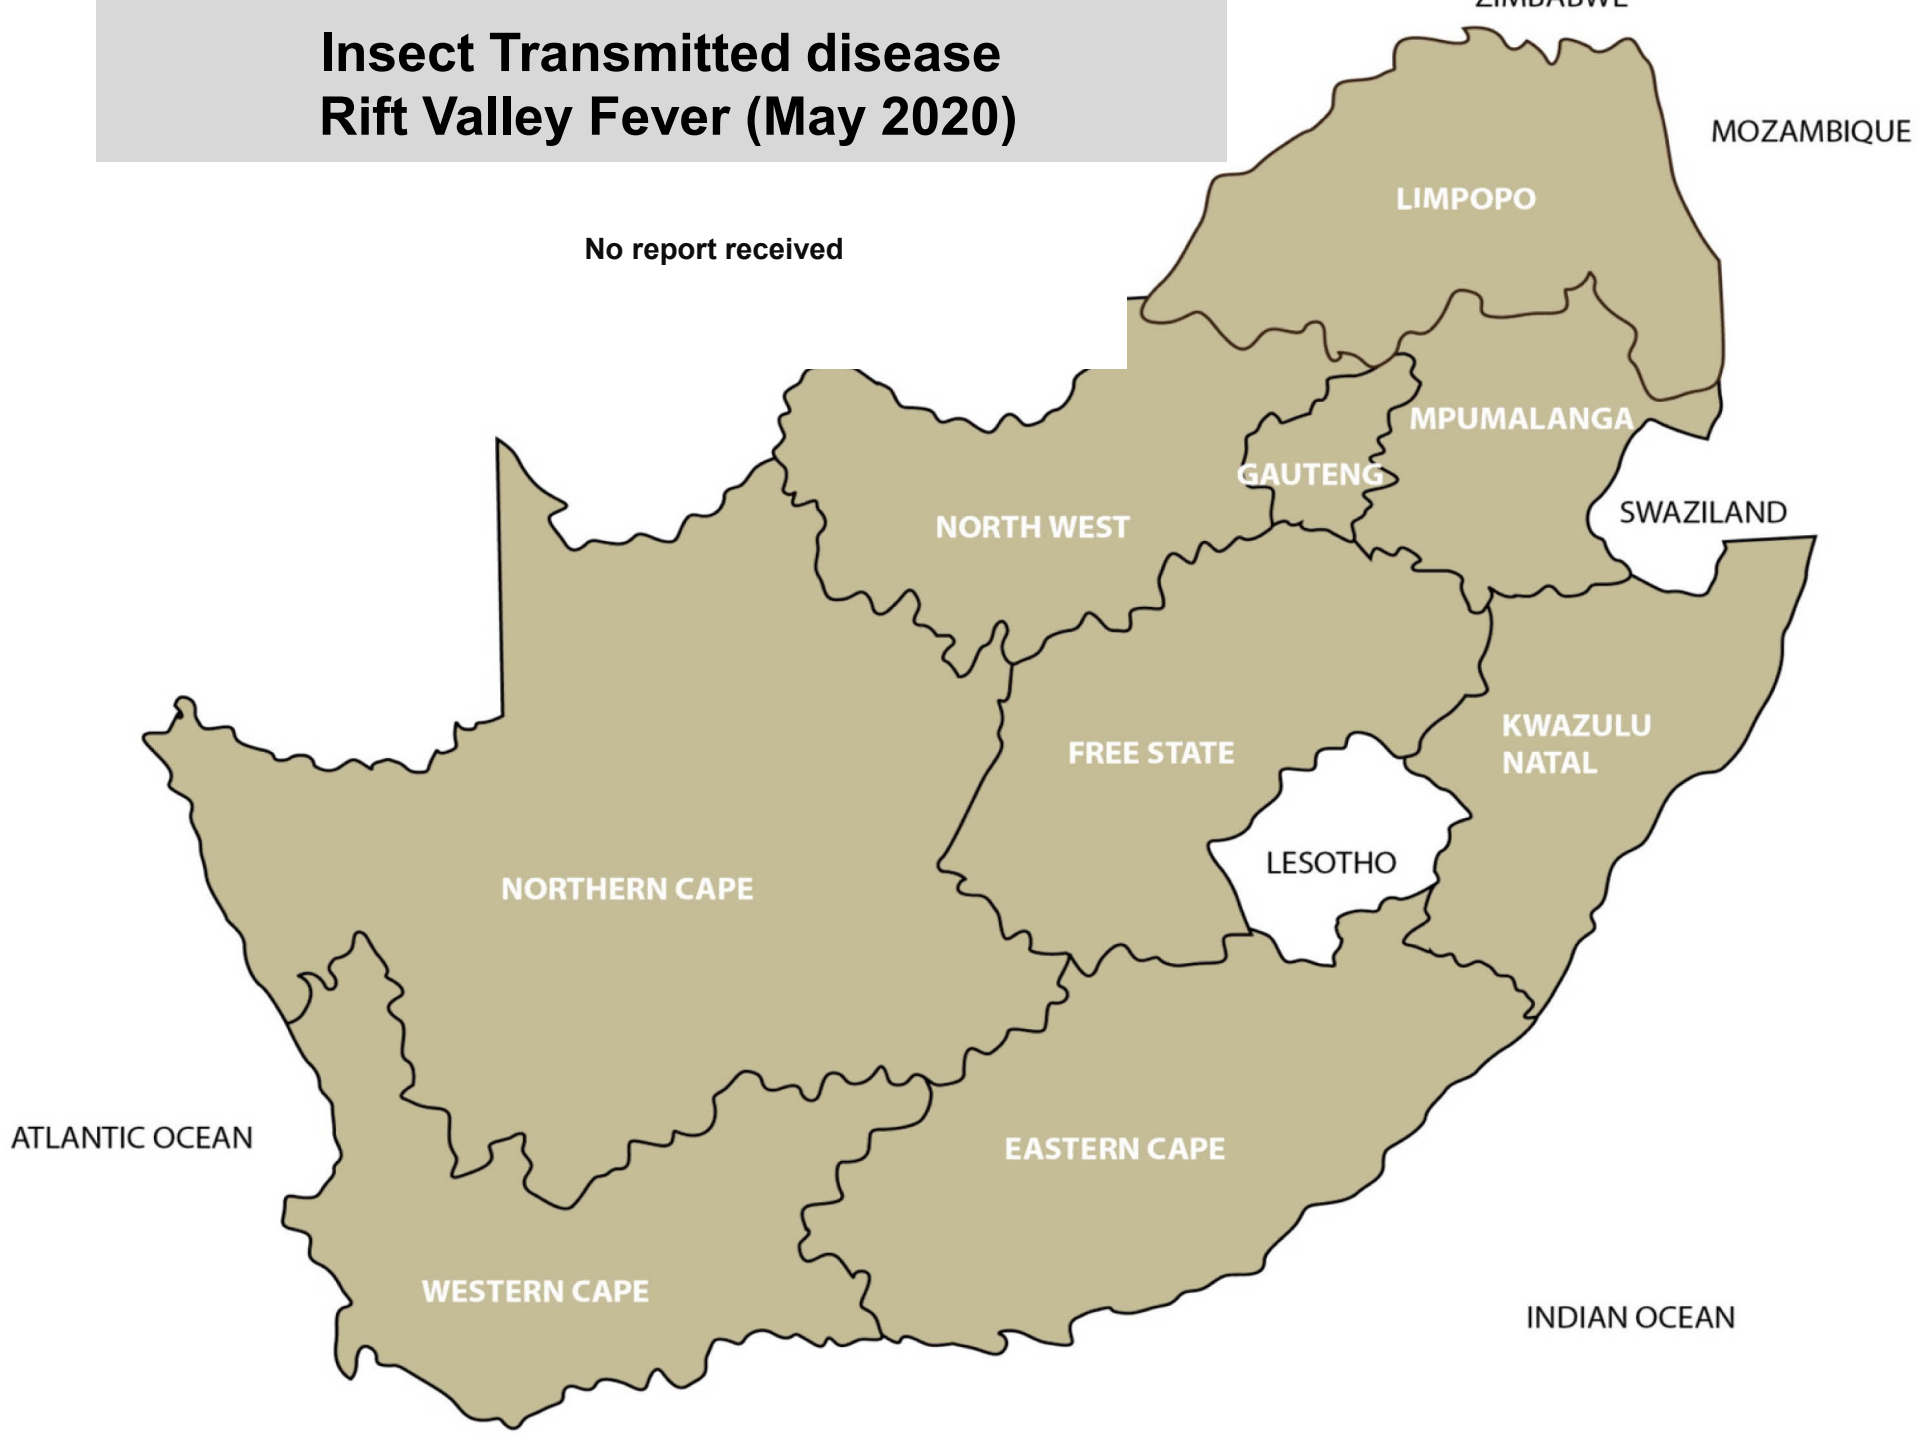 ZIMBABWE
Insect Transmitted disease
Rift Valley Fever (May 2020)
MOZAMBIQUE
LIMPOPO
No report received
MPUMALANGA
GAUTENG
SWAZILAND
NORTH WEST
KWAZULU
NATAL
FREE STATE
LESOTHO
NORTHERN CAPE
ATLANTIC OCEAN
EASTERN CAPE
WESTERN CAPE
INDIAN OCEAN